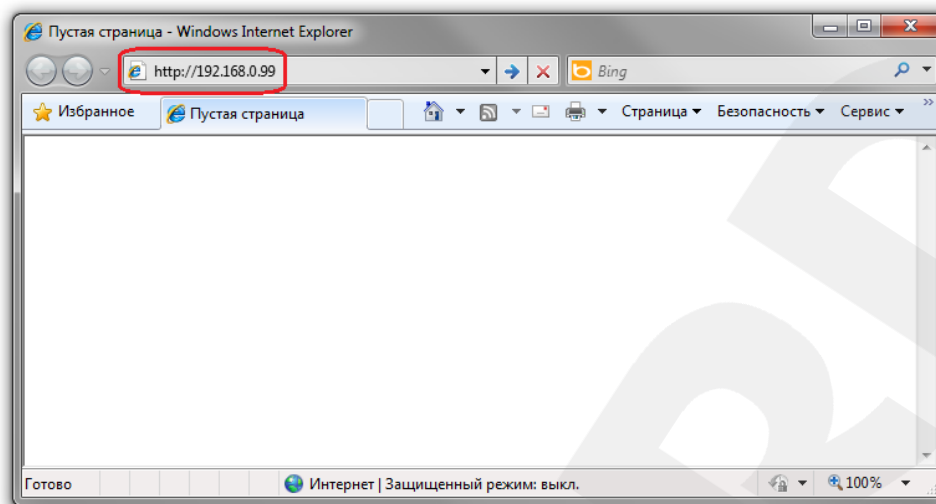 Пустая страница - Windows Internet Explorer
http://192.168.0.99 Bing
Избранное Пустая страница Страница Безопасность Сервис
Готово Интернет | Защищенный режим: выкл. 100%